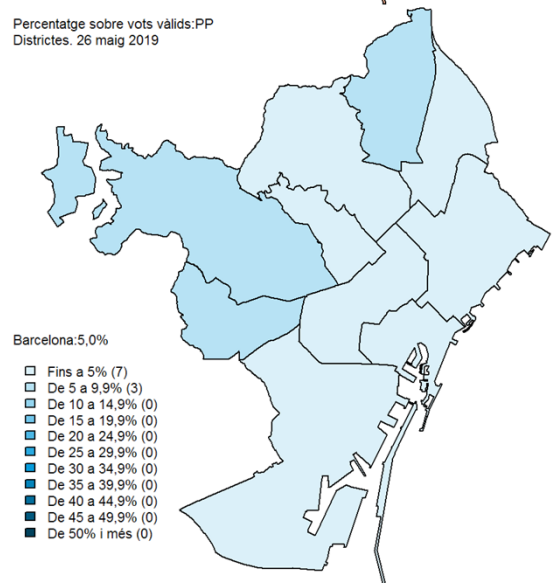 Percentatge sobre vots vàlids:PP
Districtes. 26 maig 2019
Barcelona:5,0%
Fins a 5% (7)
De 5 a 9,9% (3)
De 10 a 14,9% (0)
De 15 a 19,9% (0)
De 20 a 24,9% (0)
De 25 a 29,9% (0)
De 30 a 34,9% (0)
De 35 a 39,9% (0)
De 40 a 44,9% (0)
De 45 a 49,9% (0)
De 50% i més (0)